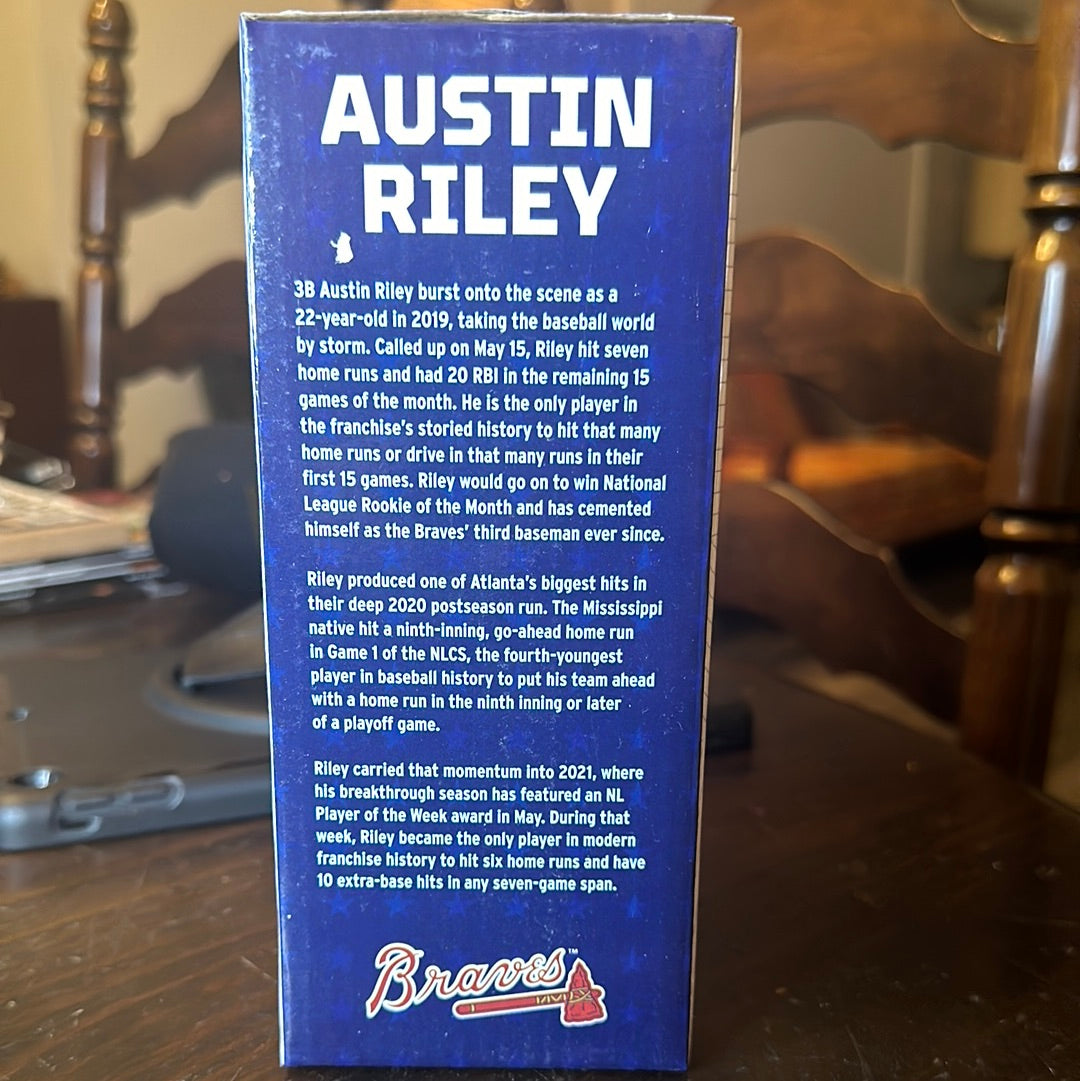 AUSTIN
RILEY
3B Austin Riley burst onto the scene as a
22-year-old in 2019, taking the baseball world
by storm. Called up on May 15, Riley hit seven
home runs and had 20 RBI in the remaining 15
games of the month. He is the only player in
the franchise's storied history to hit that many
home runs or drive in that many runs in their
first 15 games. Riley would go on to win National
League Rookie of the Month and has cemented
himself as the Braves' third baseman ever since.
Riley produced one of Atlanta's biggest hits in
their deep 2020 postseason run. The Mississippi
native hit a ninth-inning, go-ahead home run
in Game 1 of the NLCS, the fourth-youngest
player in baseball history to put his team ahead
with a home run in the ninth inning or later
of a playoff game.
Riley carried that momentum into 2021, where
his breakthrough season has featured an NL
Player of the Week award in May. During that
week, Riley became the only player in modern
franchise history to hit six home runs and have
10 extra-base hits in any seven-game span.
Braves™